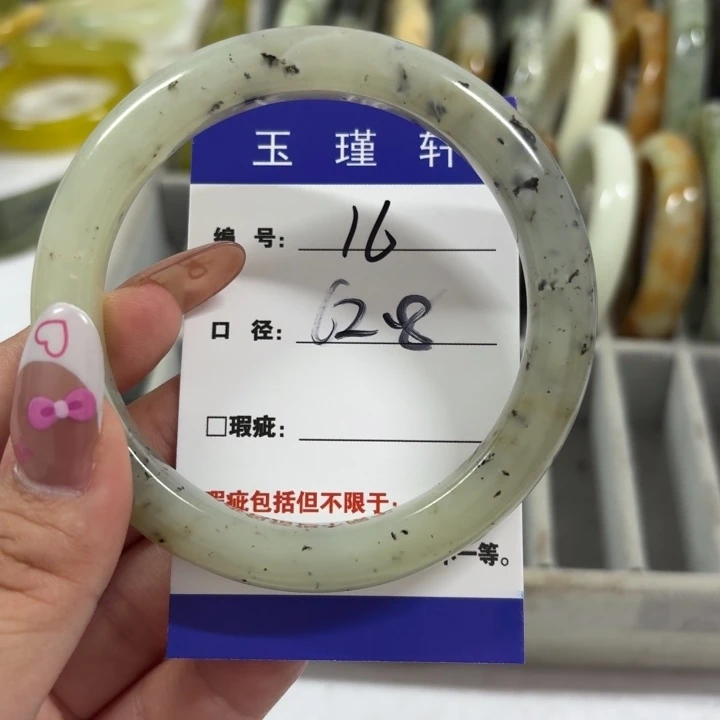 玉 瑾 轩
编 号: 16
口 径: 62.8
□瑕疵:
瑕疵包括但不限于:
一等。